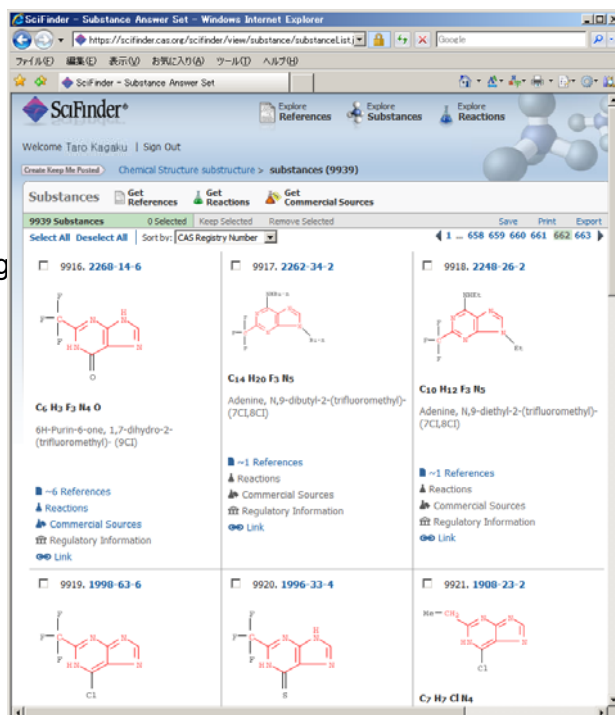 SciFinder - Substance Answer Set - Windows Internet Explorer
https://scifinder.cas.org/scifinder/view/substance/substanceList.j
Google
ファイル(F) 編集(E) 表示(V) お気に入り(A) ツール(T) ヘルプ(H)
SciFinder - Substance Answer Set
SciFinder®
Explore References
Explore Substances
Explore Reactions
Welcome Taro Kagaku | Sign Out
Create Keep Me Posted Chemical Structure substructure > substances (9939)
Substances Get References Get Reactions Get Commercial Sources
9939 Substances 0 Selected Keep Selected Remove Selected Save Print Export
Select All Deselect All Sort by: CAS Registry Number 1 ... 658 659 660 661 662 663
g
9916. 2268-14-6
F
F C N H N
F HN N
O
C6 H3 F3 N4 O
6H-Purin-6-one, 1,7-dihydro-2-
(trifluoromethyl)- (9CI)
~6 References
Reactions
Commercial Sources
Regulatory Information
Link
9917. 2262-34-2
NHBu-n
Bu-n
C14 H20 F3 N5
Adenine, N,9-dibutyl-2-(trifluoromethyl)-
(7CI,8CI)
~1 References
Reactions
Commercial Sources
Regulatory Information
Link
9918. 2248-26-2
NHEt
Et
C10 H12 F3 N5
Adenine, N,9-diethyl-2-(trifluoromethyl)-
(7CI,8CI)
~1 References
Reactions
Commercial Sources
Regulatory Information
Link
9919. 1998-63-6
F
F C N N
F HN N
Cl
9920. 1996-33-4
F
F C N H N
F HN N
S
9921. 1908-23-2
Me CH2 N N
HN N
Cl
C7 H7 Cl N4